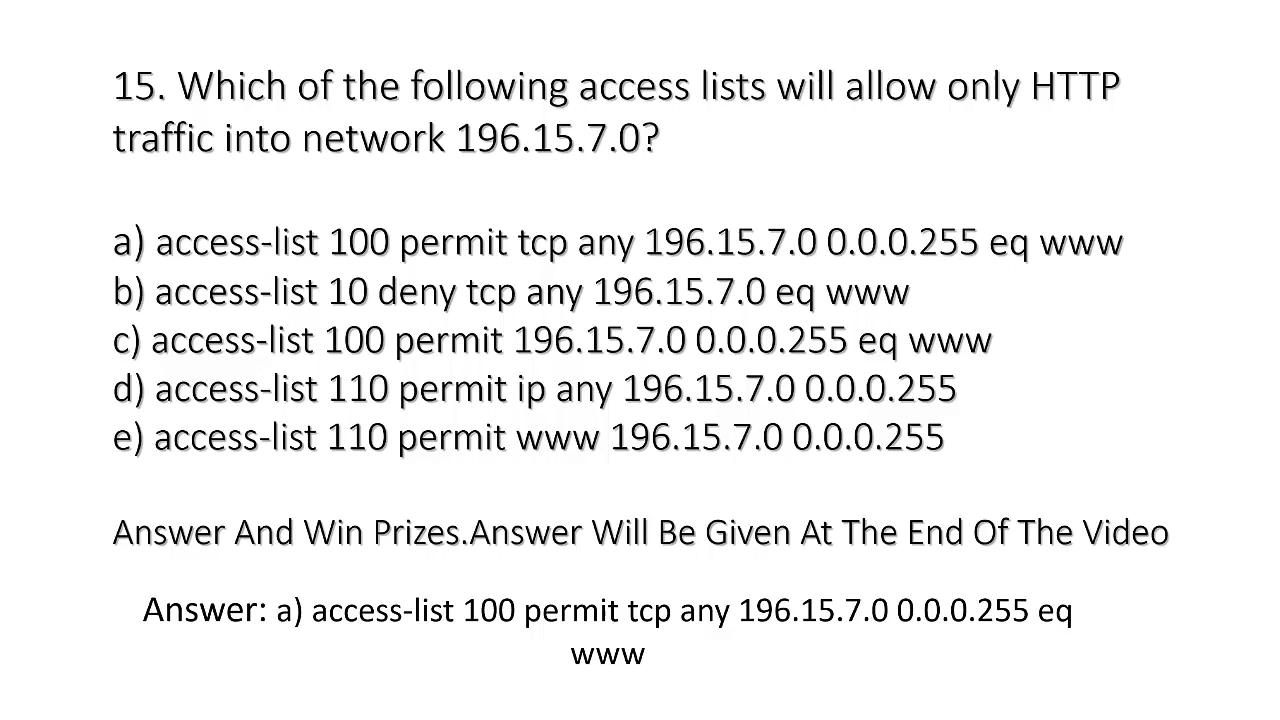 15. Which of the following access lists will allow only HTTP
traffic into network 196.15.7.0?
a) access-list 100 permit tcp any 196.15.7.0 0.0.0.255 eq www
b) access-list 10 deny tcp any 196.15.7.0 eq www
c) access-list 100 permit 196.15.7.0 0.0.0.255 eq www
d) access-list 110 permit ip any 196.15.7.0 0.0.0.255
e) access-list 110 permit www 196.15.7.0 0.0.0.255
Answer And Win Prizes.Answer Will Be Given At The End Of The Video
Answer: a) access-list 100 permit tcp any 196.15.7.0 0.0.0.255 eq
www